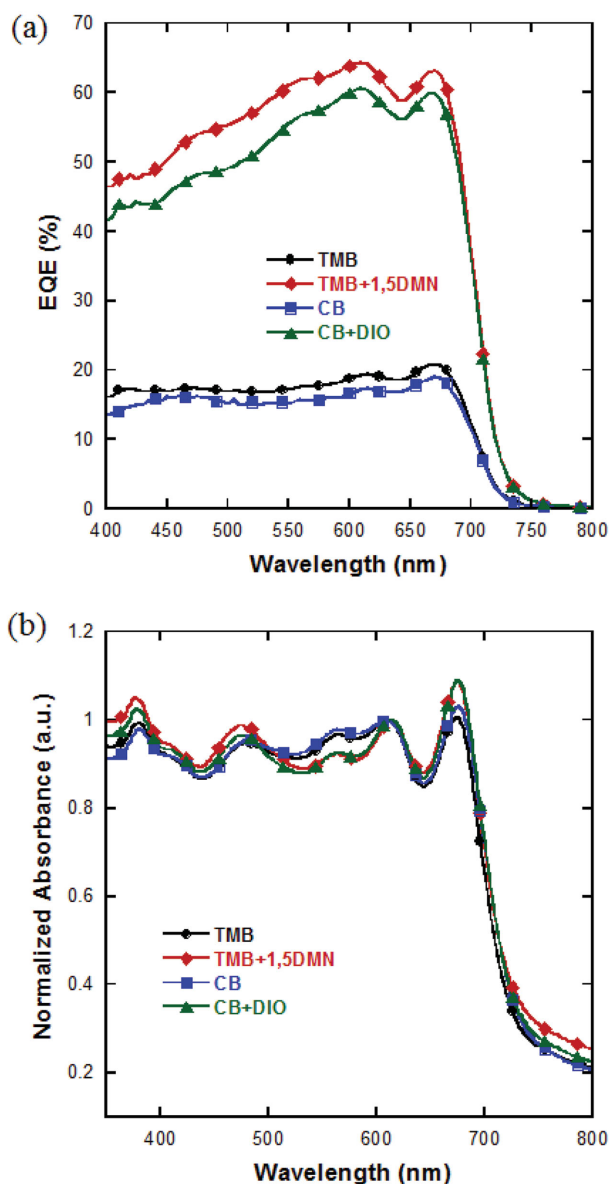 (a)
70
60
50
40
30
20
10
0
EQE (%)
TMB
TMB+1,5DMN
CB
CB+DIO
400 450 500 550 600 650 700 750 800
Wavelength (nm)
(b)
1.2
1
0.8
0.6
0.4
0.2
Normalized Absorbance (a.u.)
TMB
TMB+1,5DMN
CB
CB+DIO
400 500 600 700 800
Wavelength (nm)